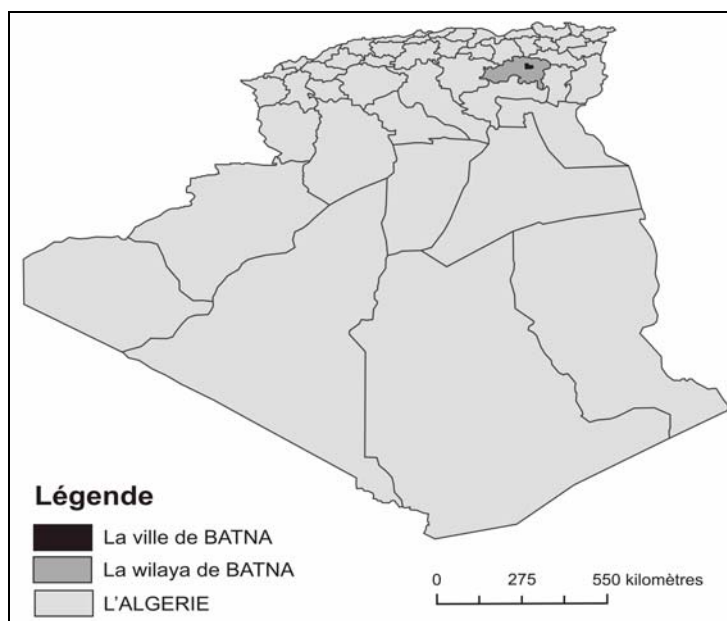 Légende
La ville de BATNA
La wilaya de BATNA
L'ALGERIE
0 275 550 kilomètres